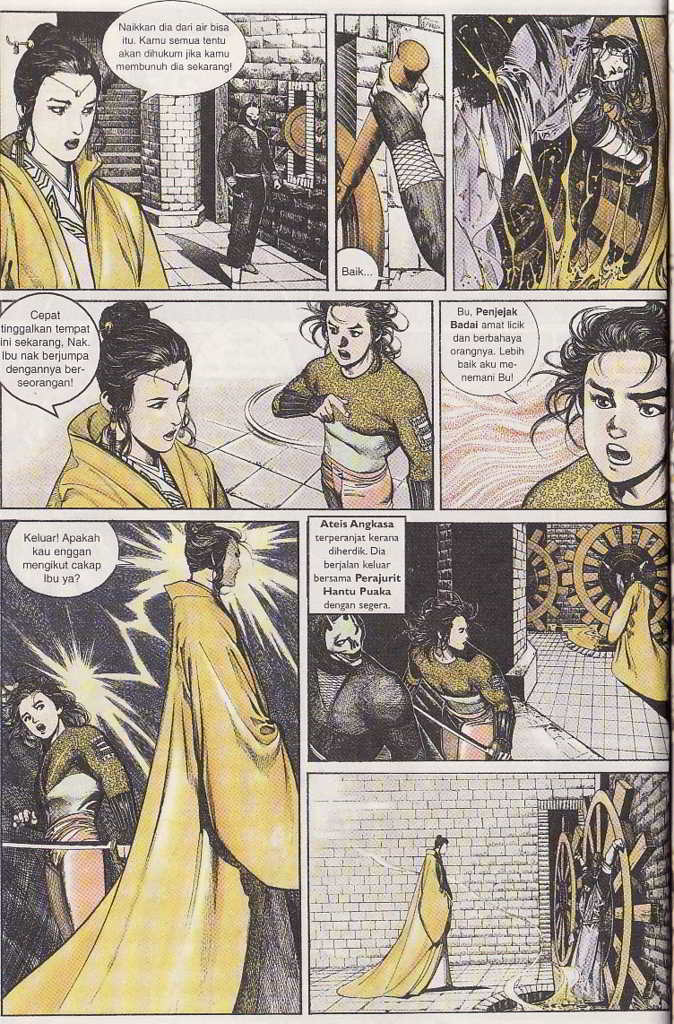 Naikkan dia dari air bisa
itu. Kamu semua tentu
akan dihukum jika kamu
membunuh dia sekarang!
Baik...
Cepat
tinggalkan tempat
ini sekarang, Nak.
Ibu nak berjumpa
dengannya ber-
seorangan!
Bu, Penjejak
Badai amat licik
dan berbahaya
orangnya. Lebih
baik aku me-
nemani Bu!
Keluar! Apakah
kau enggan
mengikut cakap
Ibu ya?
Ateis Angkasa
terperanjat kerana
diherdik. Dia
berjalan keluar
bersama Perajurit
Hantu Puaka
dengan segera.